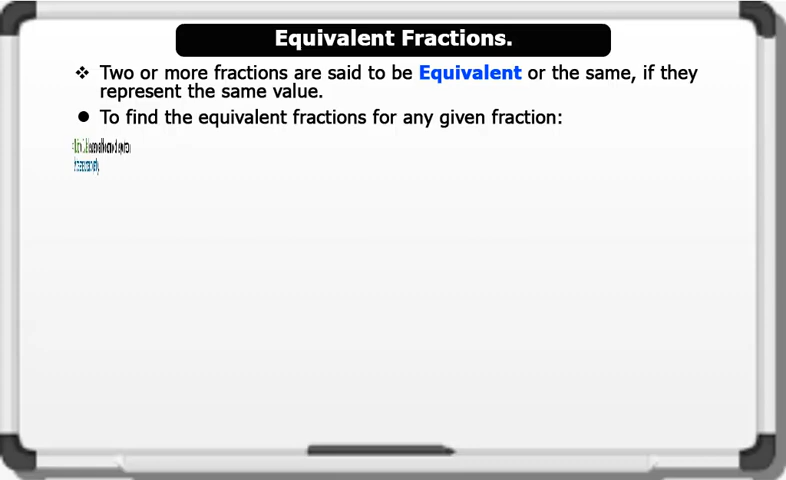 Equivalent Fractions.
❖ Two or more fractions are said to be Equivalent or the same, if they
represent the same value.
● To find the equivalent fractions for any given fraction: